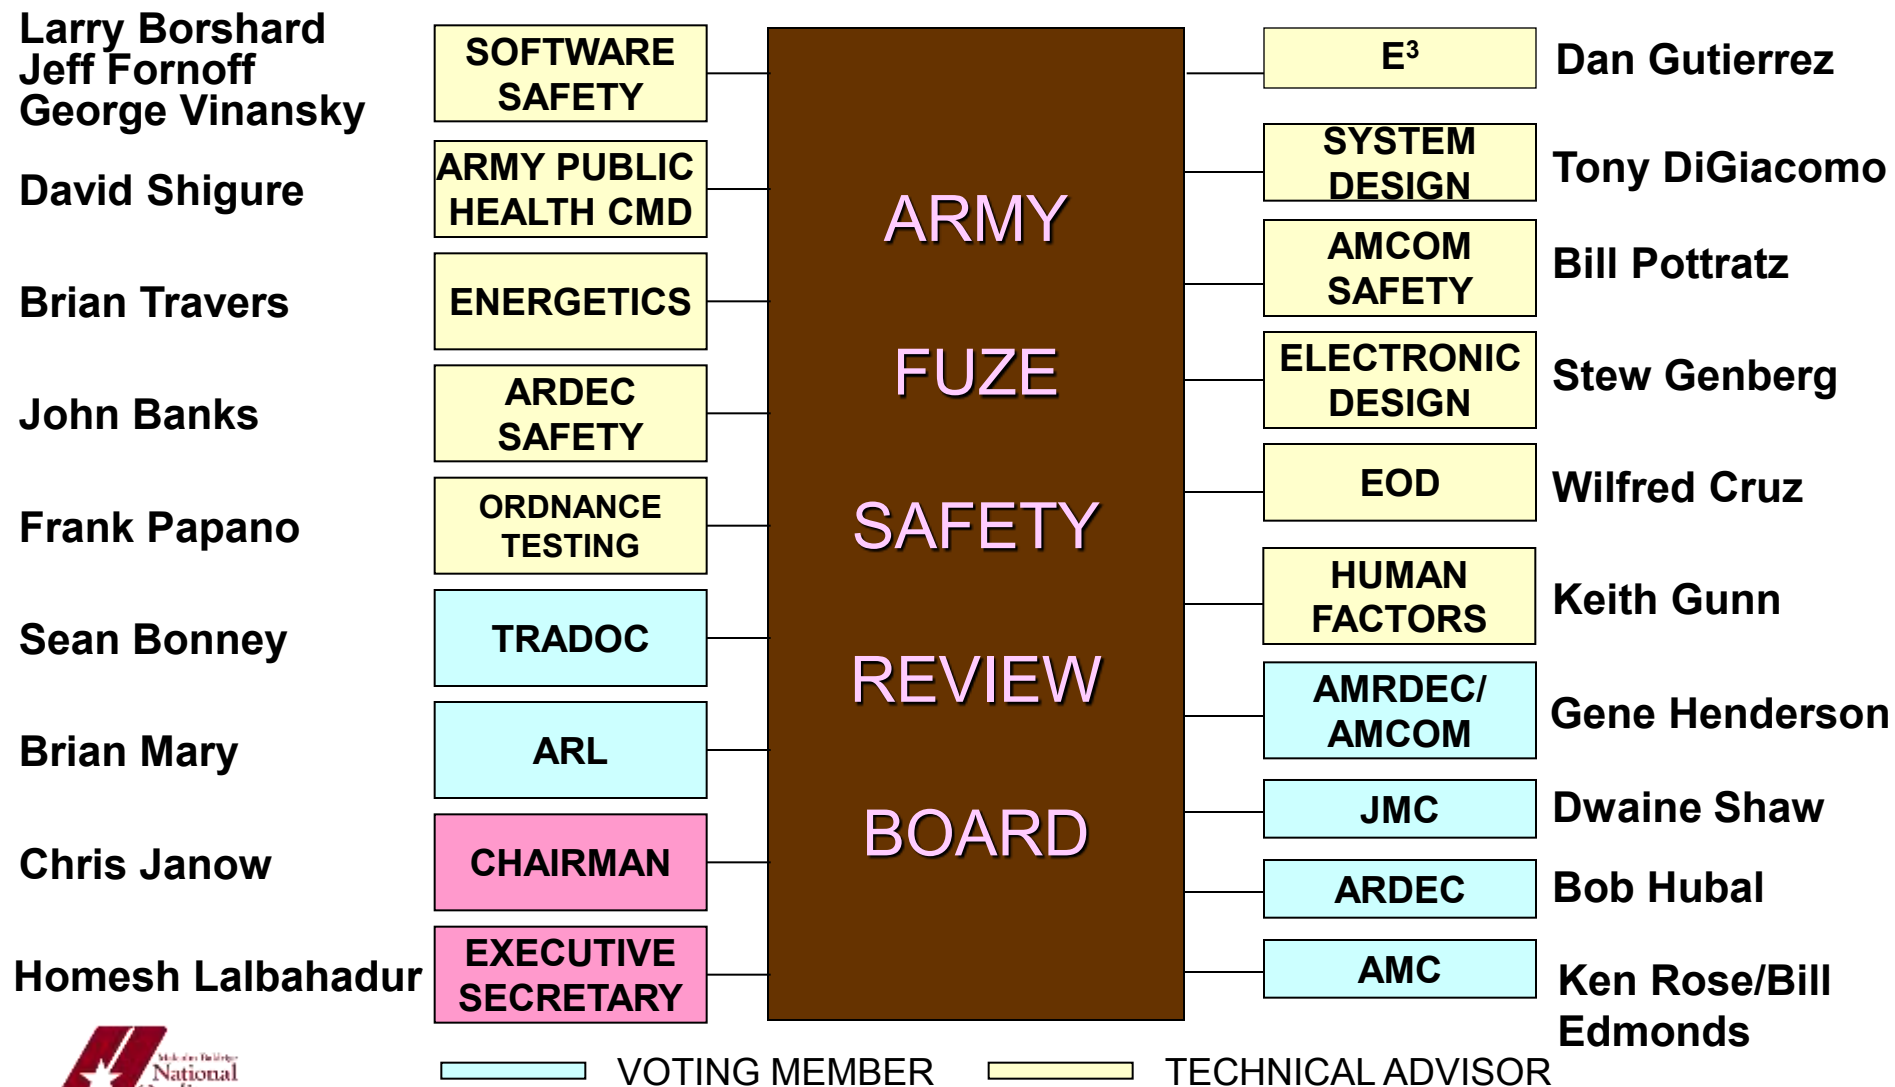 Larry Borshard
Jeff Fornoff
George Vinansky
SOFTWARE
SAFETY
David Shigure
ARMY PUBLIC
HEALTH CMD
Brian Travers
ENERGETICS
John Banks
ARDEC
SAFETY
Frank Papano
ORDNANCE
TESTING
Sean Bonney
TRADOC
Brian Mary
ARL
Chris Janow
CHAIRMAN
Homesh Lalbahadur
EXECUTIVE
SECRETARY
ARMY
FUZE
SAFETY
REVIEW
BOARD
E³
Dan Gutierrez
SYSTEM
DESIGN
Tony DiGiacomo
AMCOM
SAFETY
Bill Pottratz
ELECTRONIC
DESIGN
Stew Genberg
EOD
Wilfred Cruz
HUMAN
FACTORS
Keith Gunn
AMRDEC/
AMCOM
Gene Henderson
JMC
Dwaine Shaw
ARDEC
Bob Hubal
AMC
Ken Rose/Bill
Edmonds
Malcolm Baldrige
National
VOTING MEMBER
TECHNICAL ADVISOR